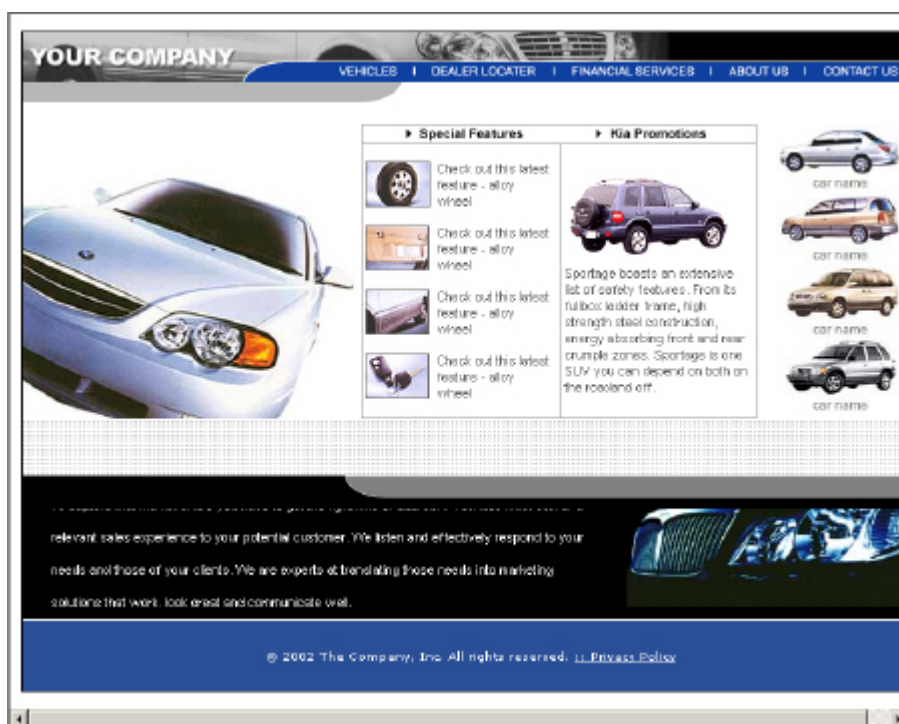 YOUR COMPANY
VEHICLES | DEALER LOCATER | FINANCIAL SERVICES | ABOUT US | CONTACT US
Special Features
Check out this latest
feature - alloy
wheel
Check out this latest
feature - alloy
wheel
Check out this latest
feature - alloy
wheel
Check out this latest
feature - alloy
wheel
Kia Promotions
Sportage boasts an extensive
list of safety features. From its
fullbox ladder frame, high
strength steel construction,
energy absorbing front and rear
crumple zones. Sportage is one
SUV you can depend on both on
the roadand off.
car name
car name
car name
car name
relevant sales experience to your potential customer. We listen and effectively respond to your
needs and those of your clients. We are experts at translating those needs into marketing
solutions that work, look great and communicate well.
© 2002 The Company, Inc. All rights reserved. :: Privacy Policy